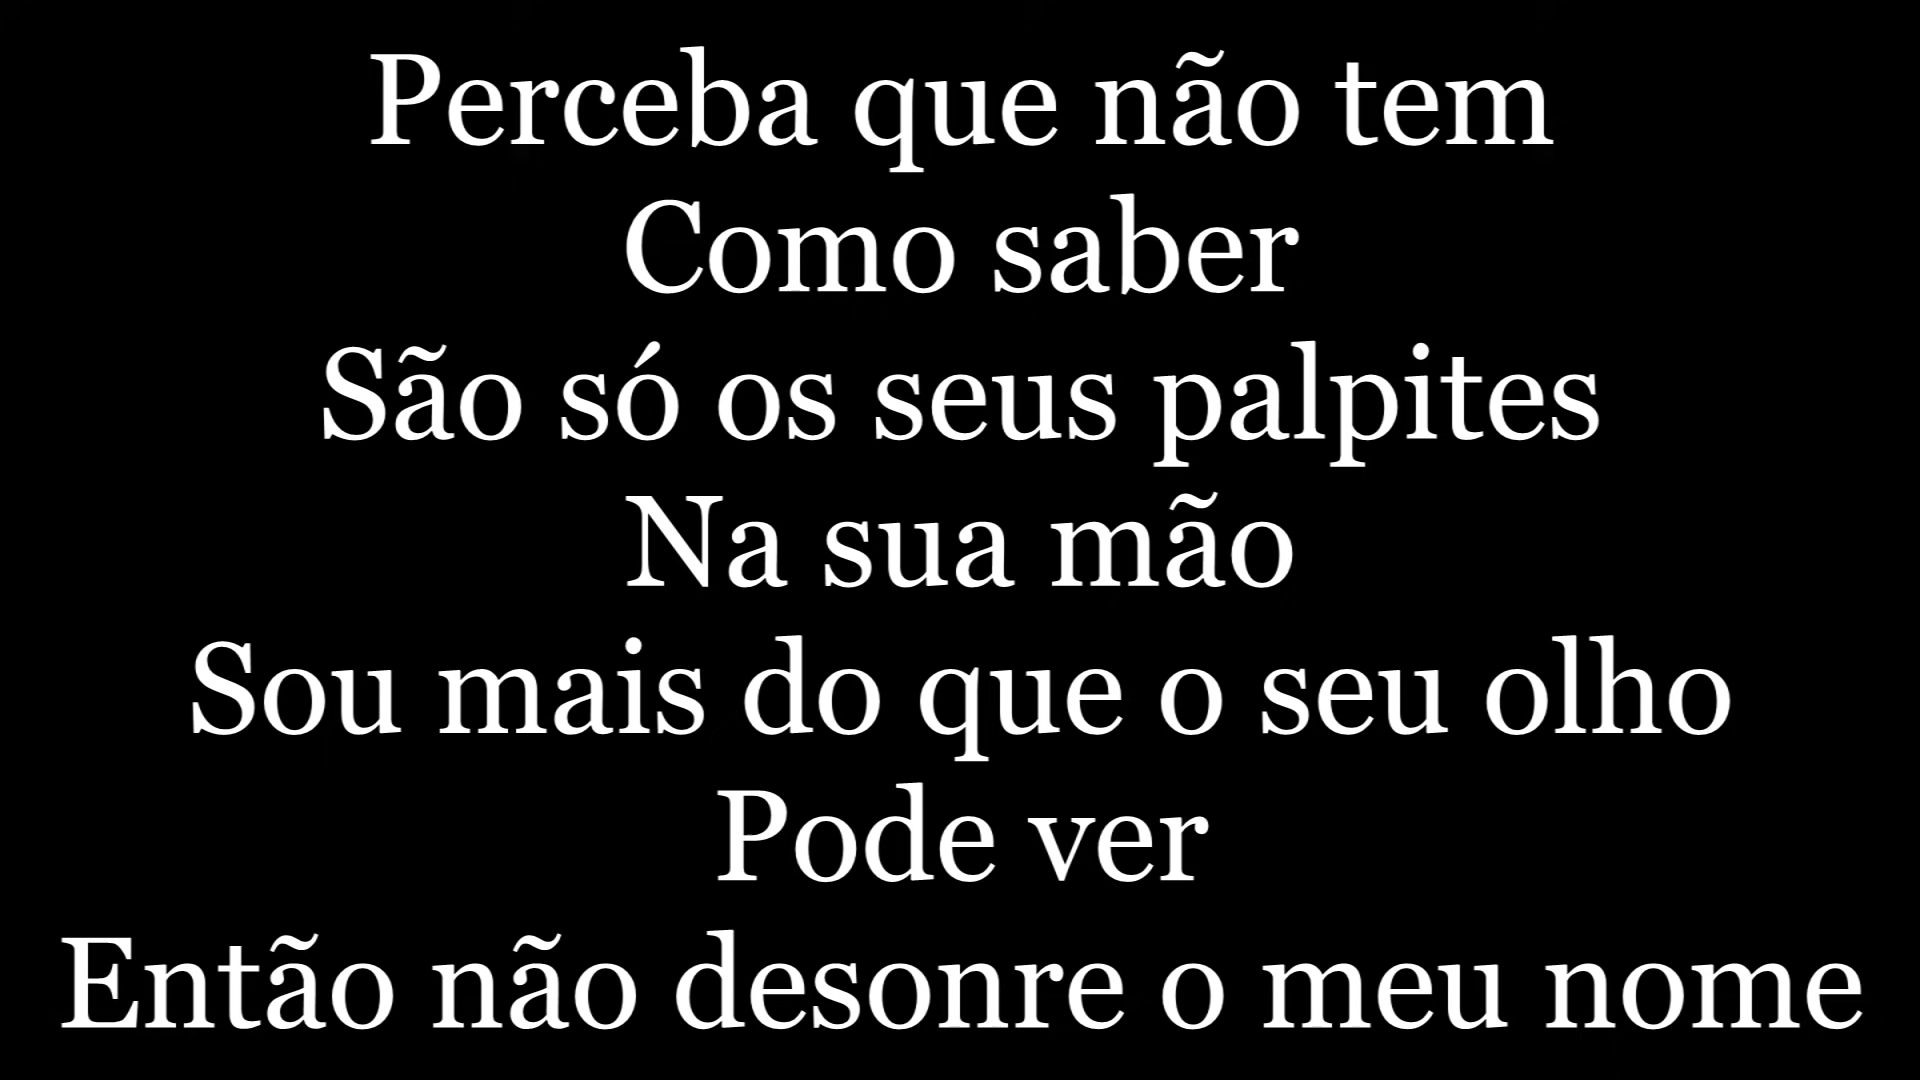 Perceba que não tem
Como saber
São só os seus palpites
Na sua mão
Sou mais do que o seu olho
Pode ver
Então não desonre o meu nome